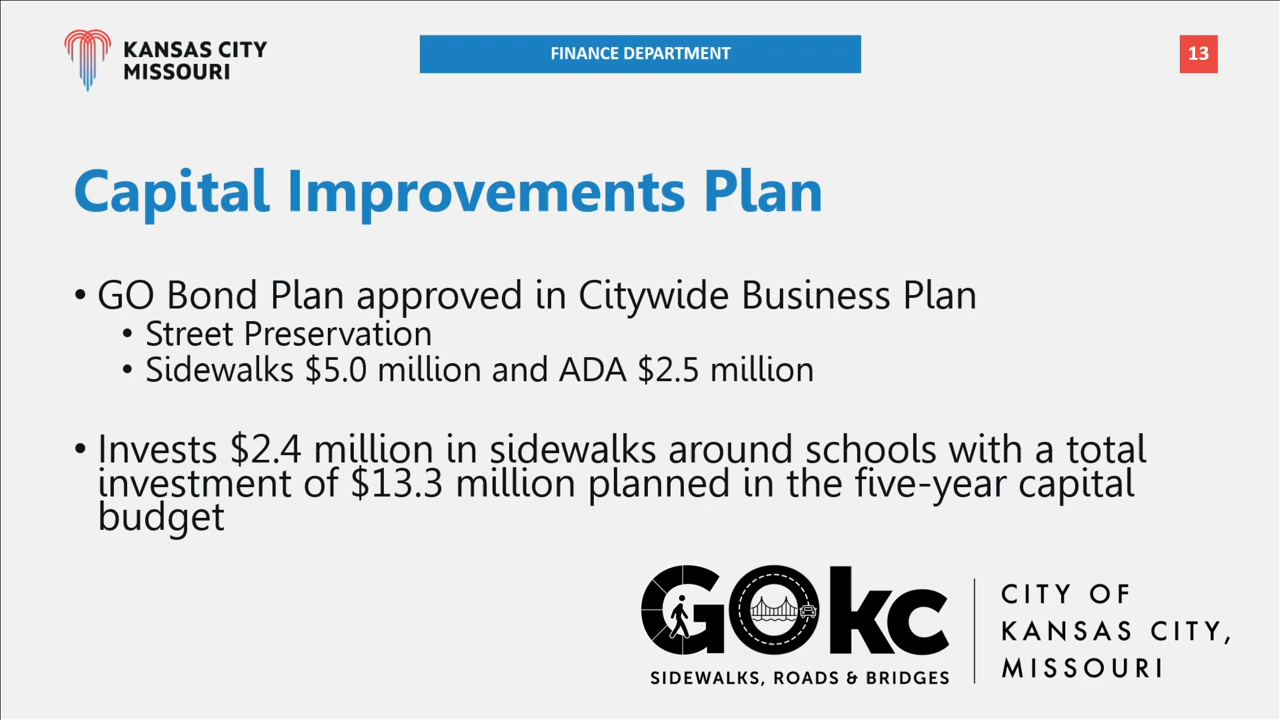 KANSAS CITY
MISSOURI
FINANCE DEPARTMENT
13
Capital Improvements Plan
• GO Bond Plan approved in Citywide Business Plan
• Street Preservation
• Sidewalks $5.0 million and ADA $2.5 million
• Invests $2.4 million in sidewalks around schools with a total
investment of $13.3 million planned in the five-year capital
budget
GOkc
SIDEWALKS, ROADS & BRIDGES
CITY OF
KANSAS CITY,
MISSOURI